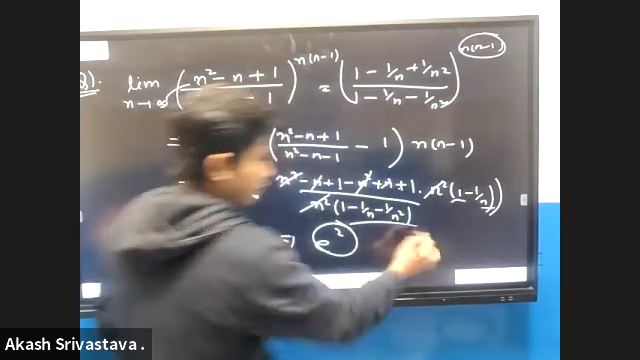 lim n→∞ (n² - n + 1 / - 1)^n(n-1) = (1 - 1/n + 1/n² / 1 - 1/n - 1/n²)^n(n-1)
= (n² - n + 1 / n² - n - 1 - 1) n(n-1)
n² - n + 1 - n² + n + 1 . n² (1 - 1/n) / n² (1 - 1/n - 1/n²)
e²
Akash Srivastava .